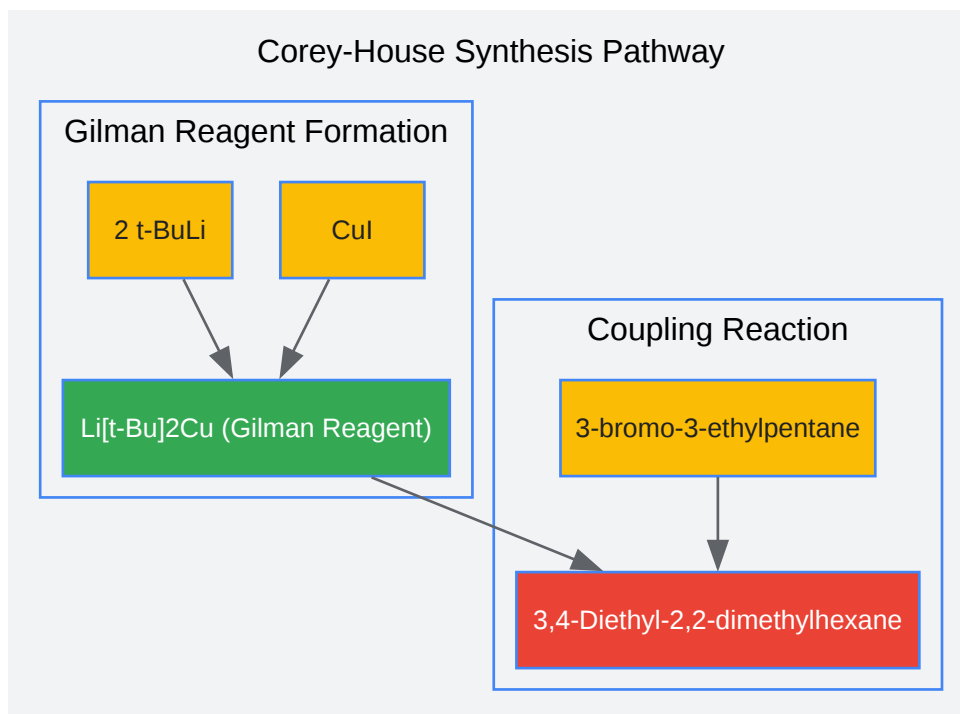 Corey-House Synthesis Pathway
Gilman Reagent Formation
2 t-BuLi
CuI
Li[t-Bu]2Cu (Gilman Reagent)
Coupling Reaction
3-bromo-3-ethylpentane
3,4-Diethyl-2,2-dimethylhexane